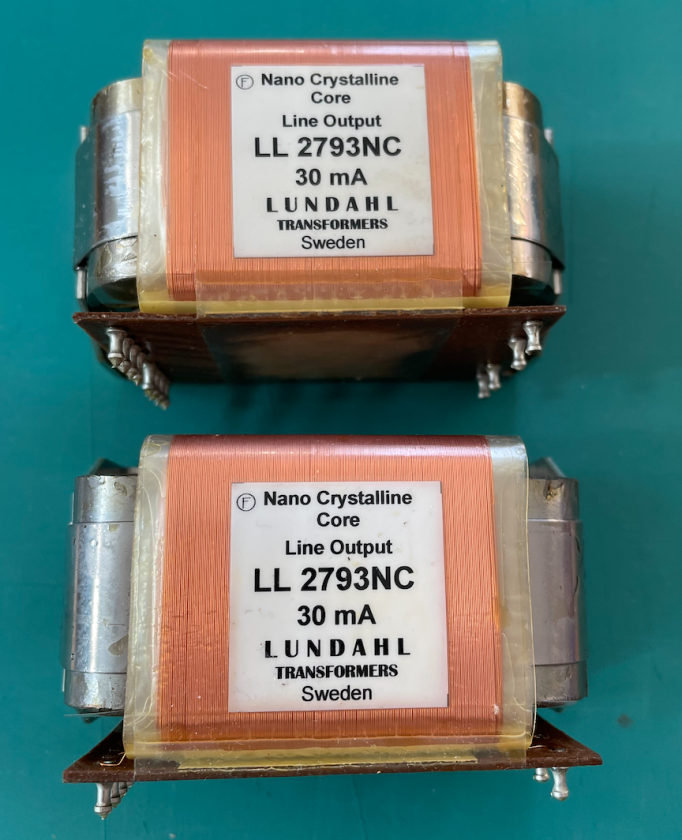 Ⓕ Nano Crystalline
Core
Line Output
LL 2793NC
30 mA
LUNDAHL
TRANSFORMERS
Sweden
Ⓕ Nano Crystalline
Core
Line Output
LL 2793NC
30 mA
LUNDAHL
TRANSFORMERS
Sweden